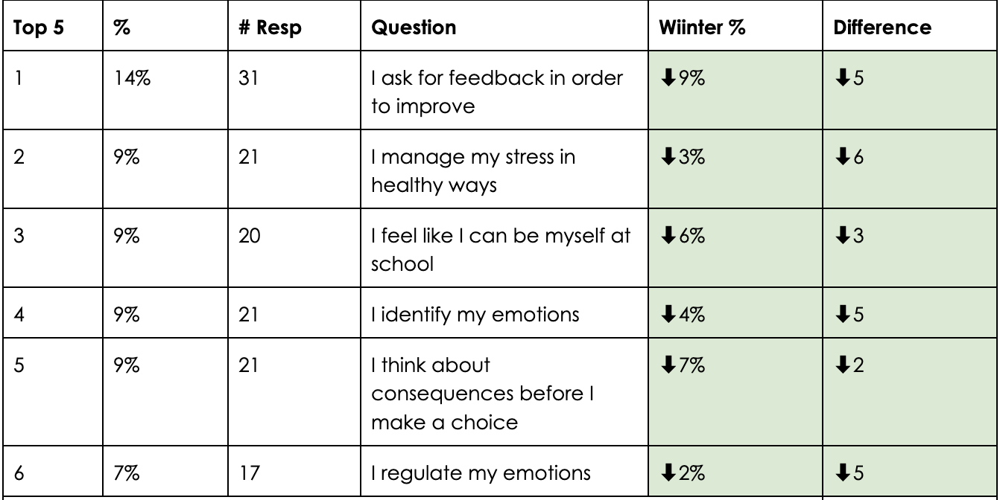 Top 5 % # Resp Question Wiinter % Difference
1 14% 31 I ask for feedback in order ⬇9% ⬇5
to improve
2 9% 21 I manage my stress in ⬇3% ⬇6
healthy ways
3 9% 20 I feel like I can be myself at ⬇6% ⬇3
school
4 9% 21 I identify my emotions ⬇4% ⬇5
5 9% 21 I think about ⬇7% ⬇2
consequences before I
make a choice
6 7% 17 I regulate my emotions ⬇2% ⬇5